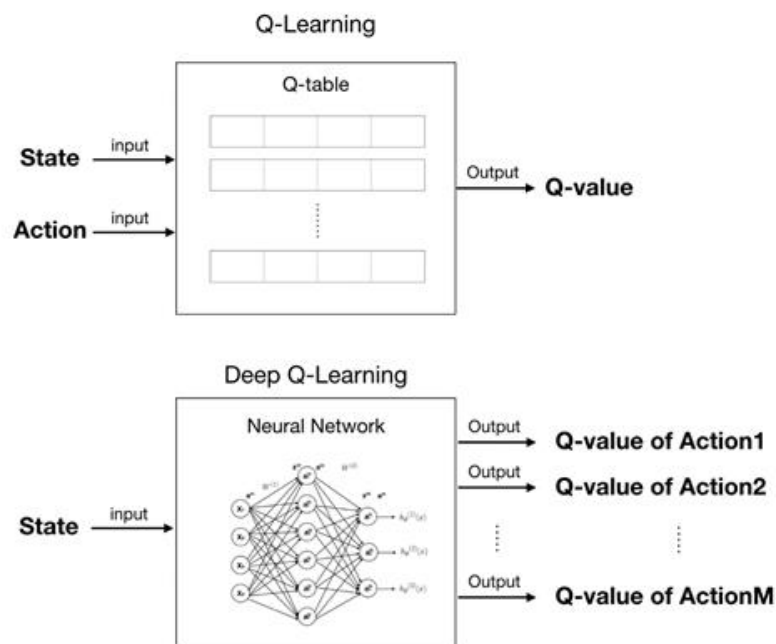 Q-Learning
Q-table
State
input
Action
input
Output
Q-value
Deep Q-Learning
Neural Network
State
input
Output
Q-value of Action1
Output
Q-value of Action2
Output
Q-value of ActionM